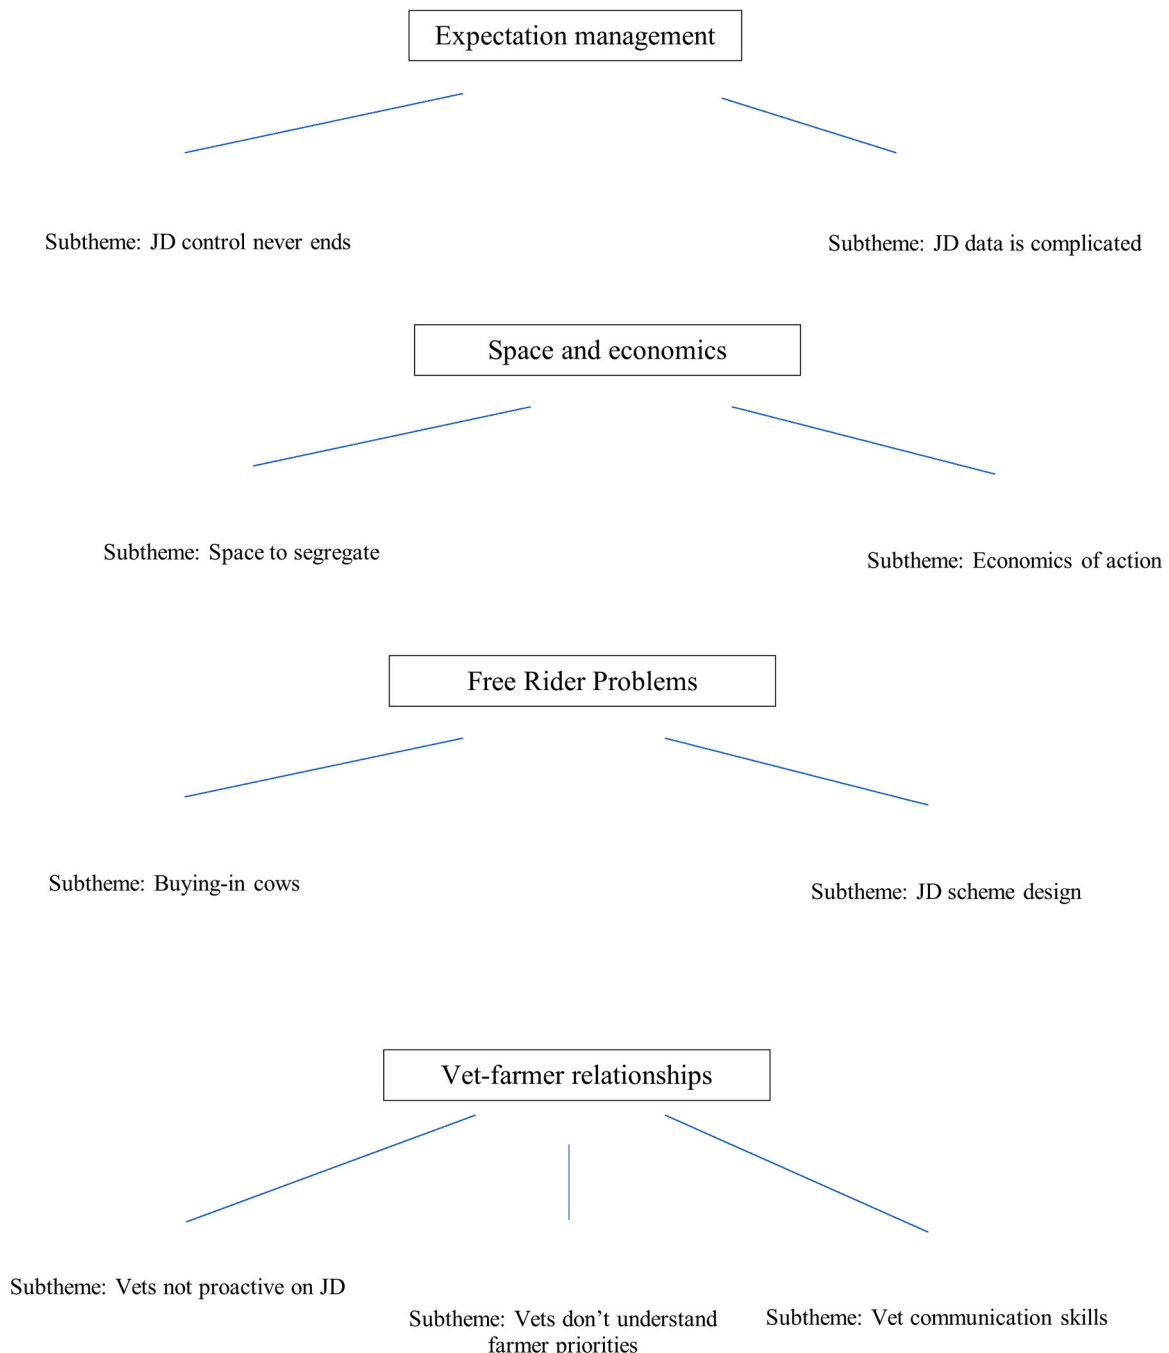 Expectation management
Subtheme: JD control never ends
Subtheme: JD data is complicated
Space and economics
Subtheme: Space to segregate
Subtheme: Economics of action
Free Rider Problems
Subtheme: Buying-in cows
Subtheme: JD scheme design
Vet-farmer relationships
Subtheme: Vets not proactive on JD
Subtheme: Vets don’t understand
farmer priorities
Subtheme: Vet communication skills